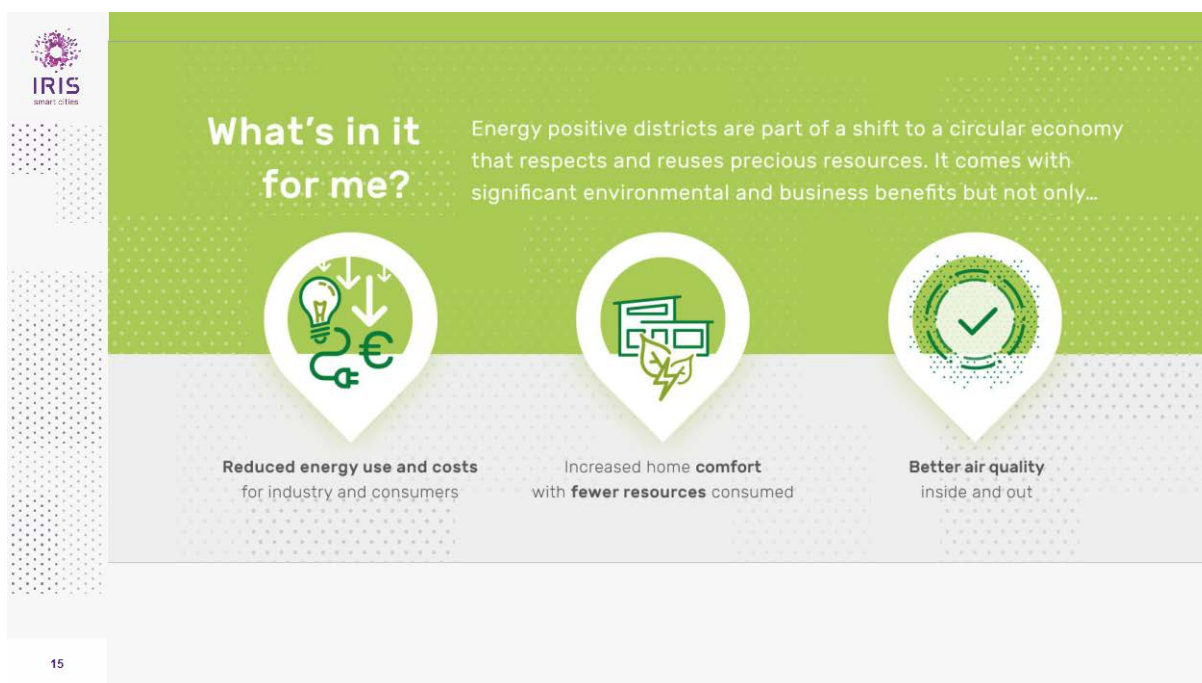 IRIS
smart cities
What's in it
for me?
Energy positive districts are part of a shift to a circular economy
that respects and reuses precious resources. It comes with
significant environmental and business benefits but not only…
€
Reduced energy use and costs
for industry and consumers
Increased home comfort
with fewer resources consumed
Better air quality
inside and out
15